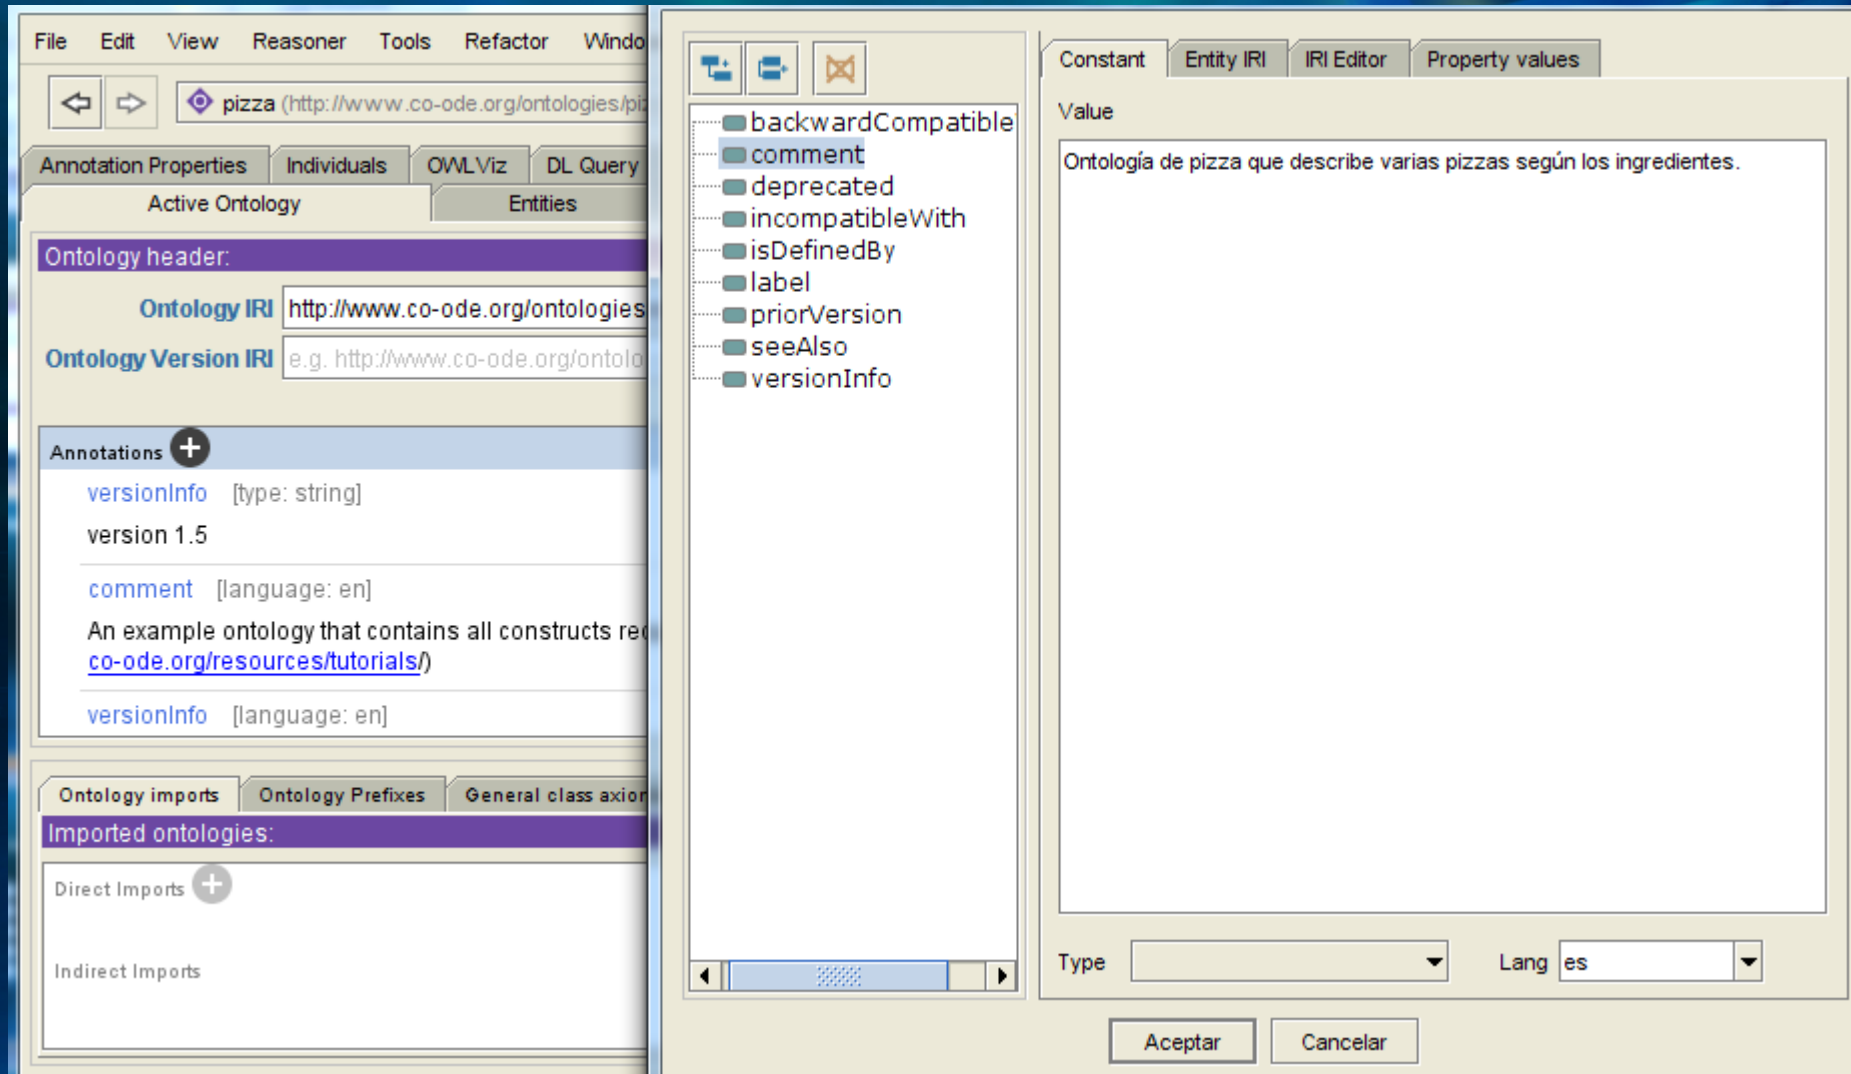 File Edit View Reasoner Tools Refactor
pizza (http://www.co-ode.org/ontologies/
Annotation Properties Individuals OWLViz DL Query
Active Ontology Entities
Ontology header:
Ontology IRI http://www.co-ode.org/ontologies
Ontology Version IRI e.g. http://www.co-ode.org/
Annotations
versionInfo [type: string]
version 1.5
comment [language: en]
An example ontology that contains all constructs
co-ode.org/resources/tutorials/)
versionInfo [language: en]
Ontology imports Ontology Prefixes General class
Imported ontologies:
Direct Imports
Indirect Imports
backwardCompatible
comment
deprecated
incompatibleWith
isDefinedBy
label
priorVersion
seeAlso
versionInfo
Constant Entity IRI IRI Editor Property values
Value
Ontología de pizza que describe varias pizzas según los ingredientes.
Type Lang es
Aceptar Cancelar